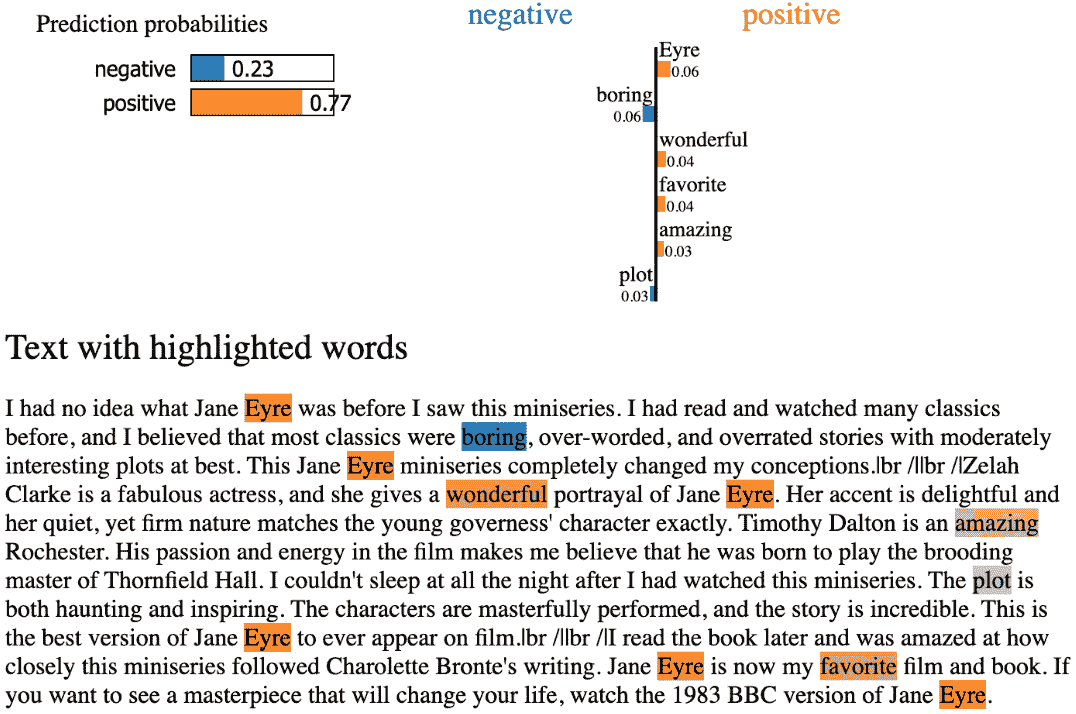 Prediction probabilities
negative 0.23
positive 0.77
negative positive
Eyre
0.06
boring
0.06
wonderful
0.04
favorite
0.04
amazing
0.03
plot
0.03
Text with highlighted words
I had no idea what Jane Eyre was before I saw this miniseries. I had read and watched many classics
before, and I believed that most classics were boring, over-worded, and overrated stories with moderately
interesting plots at best. This Jane Eyre miniseries completely changed my conceptions.|br /||br /|Zelah
Clarke is a fabulous actress, and she gives a wonderful portrayal of Jane Eyre. Her accent is delightful and
her quiet, yet firm nature matches the young governess' character exactly. Timothy Dalton is an amazing
Rochester. His passion and energy in the film makes me believe that he was born to play the brooding
master of Thornfield Hall. I couldn't sleep at all the night after I had watched this miniseries. The plot is
both haunting and inspiring. The characters are masterfully performed, and the story is incredible. This is
the best version of Jane Eyre to ever appear on film.|br /||br /|I read the book later and was amazed at how
closely this miniseries followed Charolette Bronte's writing. Jane Eyre is now my favorite film and book. If
you want to see a masterpiece that will change your life, watch the 1983 BBC version of Jane Eyre.